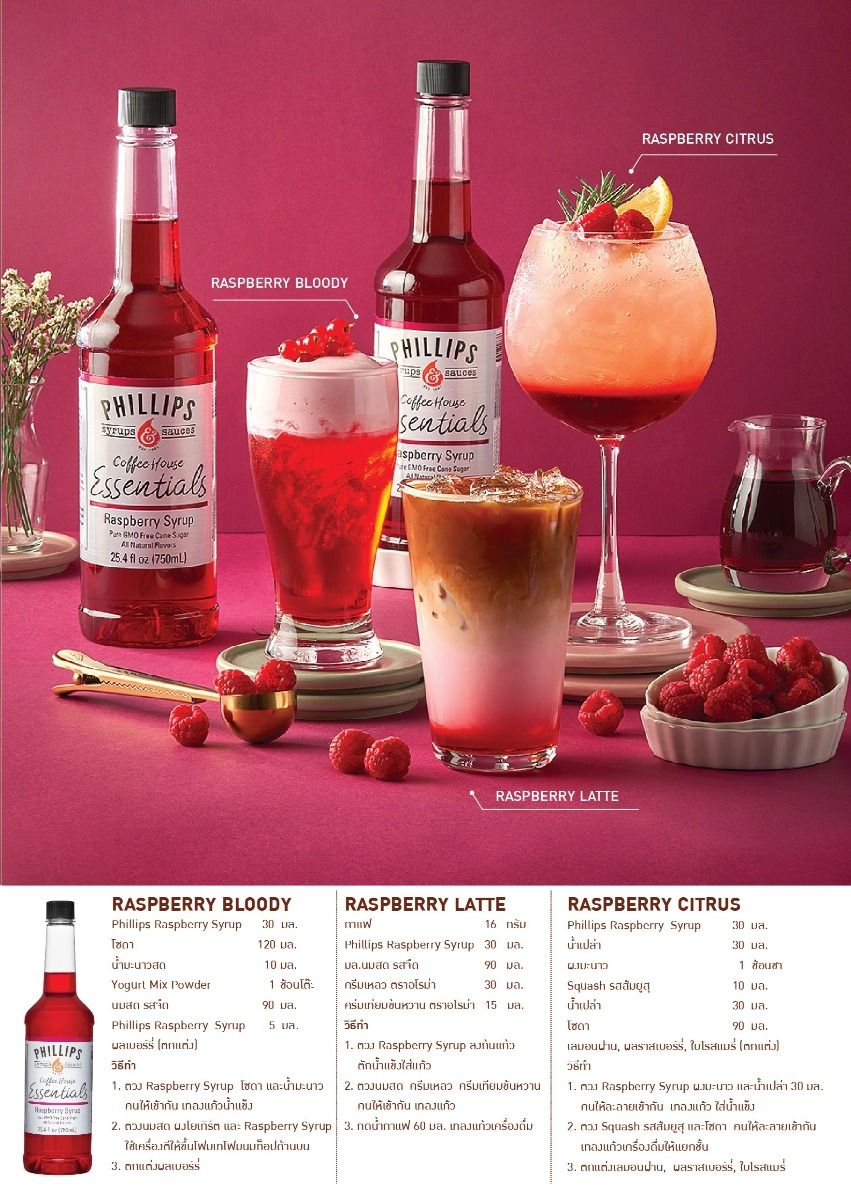 RASPBERRY CITRUS
RASPBERRY BLOODY
PHILLIPS
syrups & sauces
EST 1961
Coffee House
Essentials
Raspberry Syrup
Pure GMO Free Cane Sugar
All Natural Flavors
25.4 fl oz (750mL)
PHILLIPS
syrups & sauces
Coffee House
sentials
aspberry Syrup
GMO Free Cane Sugar
All Natural
RASPBERRY LATTE
RASPBERRY BLOODY
Phillips Raspberry Syrup 30 มล.
โซดา 120 มล.
น้ำมะนาวสด 10 มล.
Yogurt Mix Powder 1 ช้อนโต๊ะ
นมสด รสจืด 90 มล.
Phillips Raspberry Syrup 5 มล.
ผลเบอร์รี่ (ตกแต่ง)
วิธีทำ
1. ตวง Raspberry Syrup โซดา และน้ำมะนาว
คนให้เข้ากัน เทลงแก้วน้ำแข็ง
2. ตวงนมสด ผงโยเกิร์ต และ Raspberry Syrup
ใช้เครื่องตีให้ขึ้นโฟมเทโฟมนมท็อปด้านบน
3. ตกแต่งผลเบอร์รี่
RASPBERRY LATTE
กาแฟ 16 กรัม
Phillips Raspberry Syrup 30 มล.
มล.นมสด รสจืด 90 มล.
ครีมเหลว ตราอโรม่า 30 มล.
ครีมเทียมข้นหวาน ตราอโรม่า 15 มล.
วิธีทำ
1. ตวง Raspberry Syrup ลงก้นแก้ว
ตักน้ำแข็งใส่แก้ว
2. ตวงนมสด ครีมเหลว ครีมเทียมข้นหวาน
คนให้เข้ากัน เทลงแก้ว
3. กดน้ำกาแฟ 60 มล. เทลงแก้วเครื่องดื่ม
RASPBERRY CITRUS
Phillips Raspberry Syrup 30 มล.
น้ำเปล่า 30 มล.
ผงมะนาว 1 ช้อนชา
Squash รสส้มยูสุ 10 มล.
น้ำเปล่า 30 มล.
โซดา 90 มล.
เลมอนฝาน, ผลราสเบอร์รี่, ใบโรสแมรี่ (ตกแต่ง)
วิธีทำ
1. ตวง Raspberry Syrup ผงมะนาว และน้ำเปล่า 30 มล.
คนให้ละลายเข้ากัน เทลงแก้ว ใส่น้ำแข็ง
2. ตวง Squash รสส้มยูสุ และโซดา คนให้ละลายเข้ากัน
เทลงแก้วเครื่องดื่มให้แยกชั้น
3. ตกแต่งเลมอนฝาน, ผลราสเบอร์รี่, ใบโรสแมรี่
PHILLIPS
syrups & sauces
Coffee House
Essentials
Raspberry Syrup
25.4 fl oz (750mL)